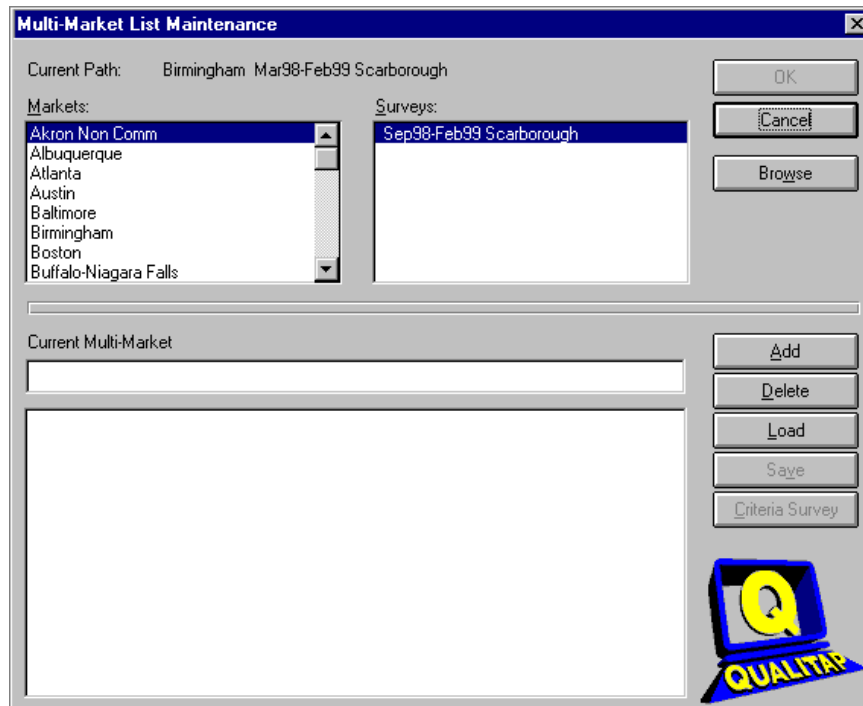 Multi-Market List Maintenance
Current Path: Birmingham Mar98-Feb99 Scarborough
OK
Markets:
Surveys:
Cancel
Akron Non Comm
Sep98-Feb99 Scarborough
Albuquerque
Atlanta
Browse
Austin
Baltimore
Birmingham
Boston
Buffalo-Niagara Falls
Current Multi-Market
Add
Delete
Load
Save
Criteria Survey
Q
QUALITAP